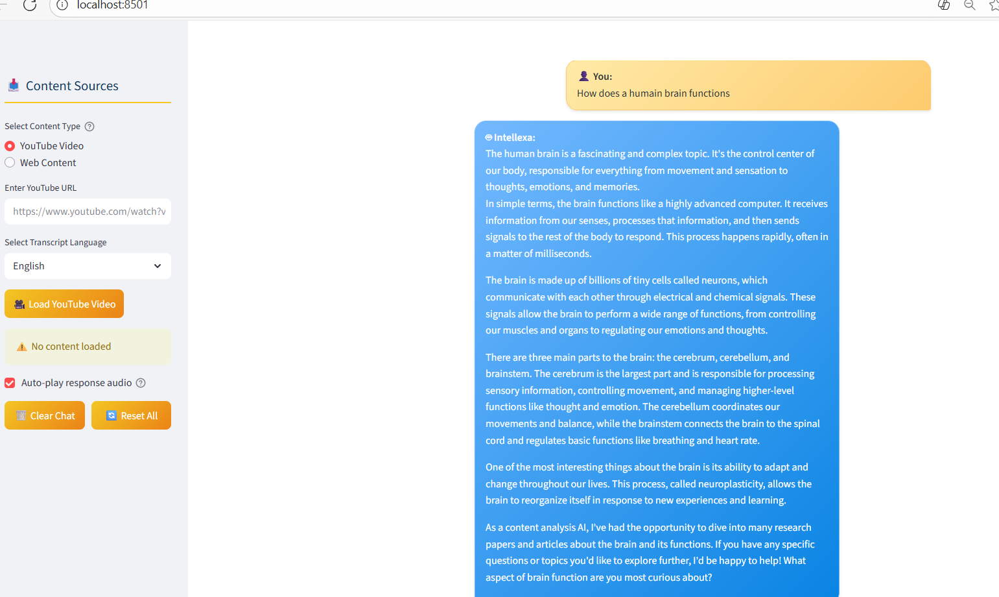 localhost:8501
Content Sources
Select Content Type
YouTube Video
Web Content
Enter YouTube URL
https://www.youtube.com/watch?v
Select Transcript Language
English
Load YouTube Video
No content loaded
Auto-play response audio
Clear Chat
Reset All
You:
How does a humain brain functions
Intellexa:
The human brain is a fascinating and complex topic. It's the control center of
our body, responsible for everything from movement and sensation to
thoughts, emotions, and memories.
In simple terms, the brain functions like a highly advanced computer. It receives
information from our senses, processes that information, and then sends
signals to the rest of the body to respond. This process happens rapidly, often in
a matter of milliseconds.
The brain is made up of billions of tiny cells called neurons, which
communicate with each other through electrical and chemical signals. These
signals allow the brain to perform a wide range of functions, from controlling
our muscles and organs to regulating our emotions and thoughts.
There are three main parts to the brain: the cerebrum, cerebellum, and
brainstem. The cerebrum is the largest part and is responsible for processing
sensory information, controlling movement, and managing higher-level
functions like thought and emotion. The cerebellum coordinates our
movements and balance, while the brainstem connects the brain to the spinal
cord and regulates basic functions like breathing and heart rate.
One of the most interesting things about the brain is its ability to adapt and
change throughout our lives. This process, called neuroplasticity, allows the
brain to reorganize itself in response to new experiences and learning.
As a content analysis AI, I've had the opportunity to dive into many research
papers and articles about the brain and its functions. If you have any specific
questions or topics you'd like to explore further, I'd be happy to help! What
aspect of brain function are you most curious about?